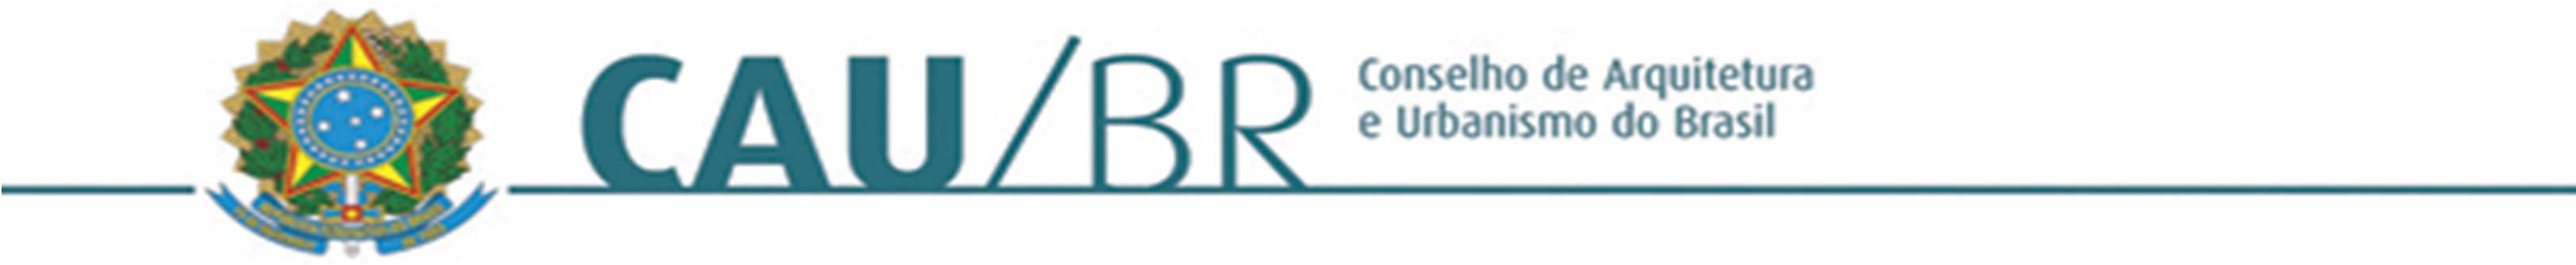 CAU/BR
Conselho de Arquitetura
e Urbanismo do Brasil